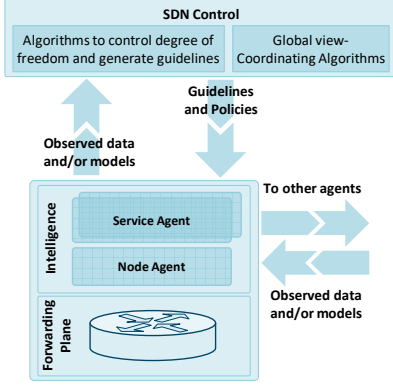 SDN Control
Algorithms to control degree of
freedom and generate guidelines
Global view-
Coordinating Algorithms
Guidelines
and Policies
Observed data
and/or models
Intelligence
Service Agent
Node Agent
To other agents
Observed data
and/or models
Forwarding
Plane